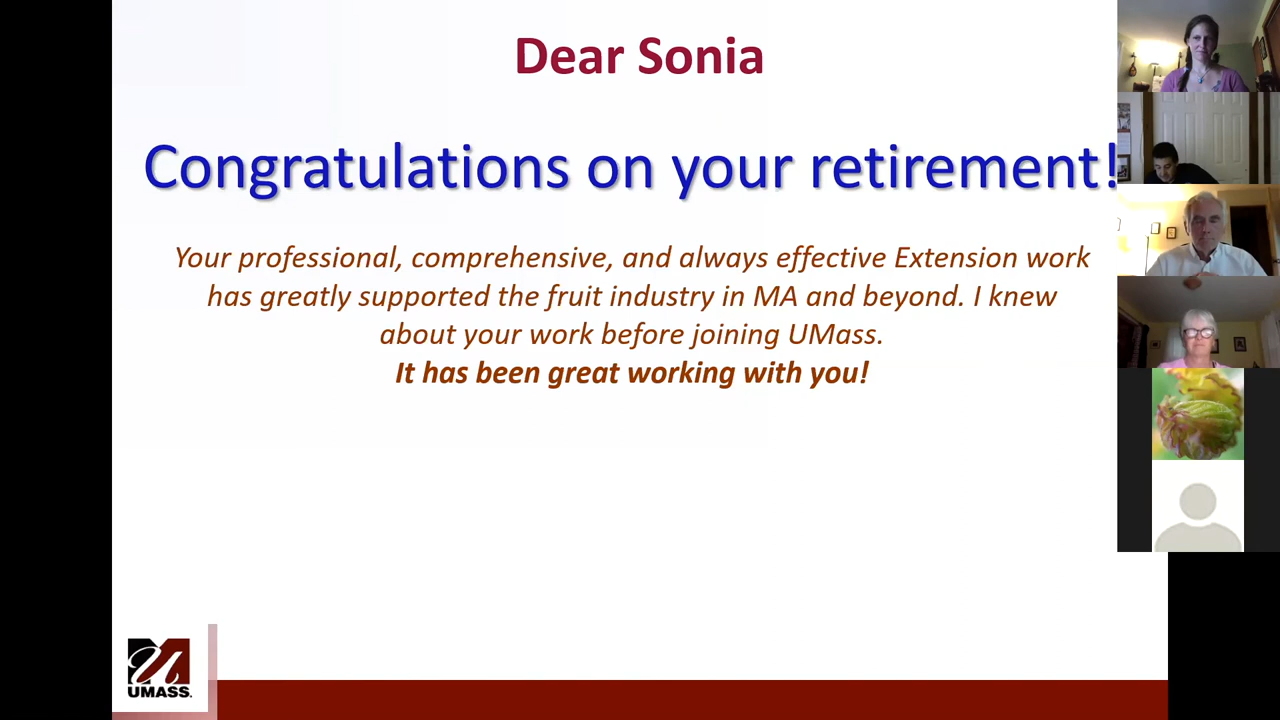 Dear Sonia
Congratulations on your retirement!
Your professional, comprehensive, and always effective Extension work
has greatly supported the fruit industry in MA and beyond. I knew
about your work before joining UMass.
It has been great working with you!
UMASS.